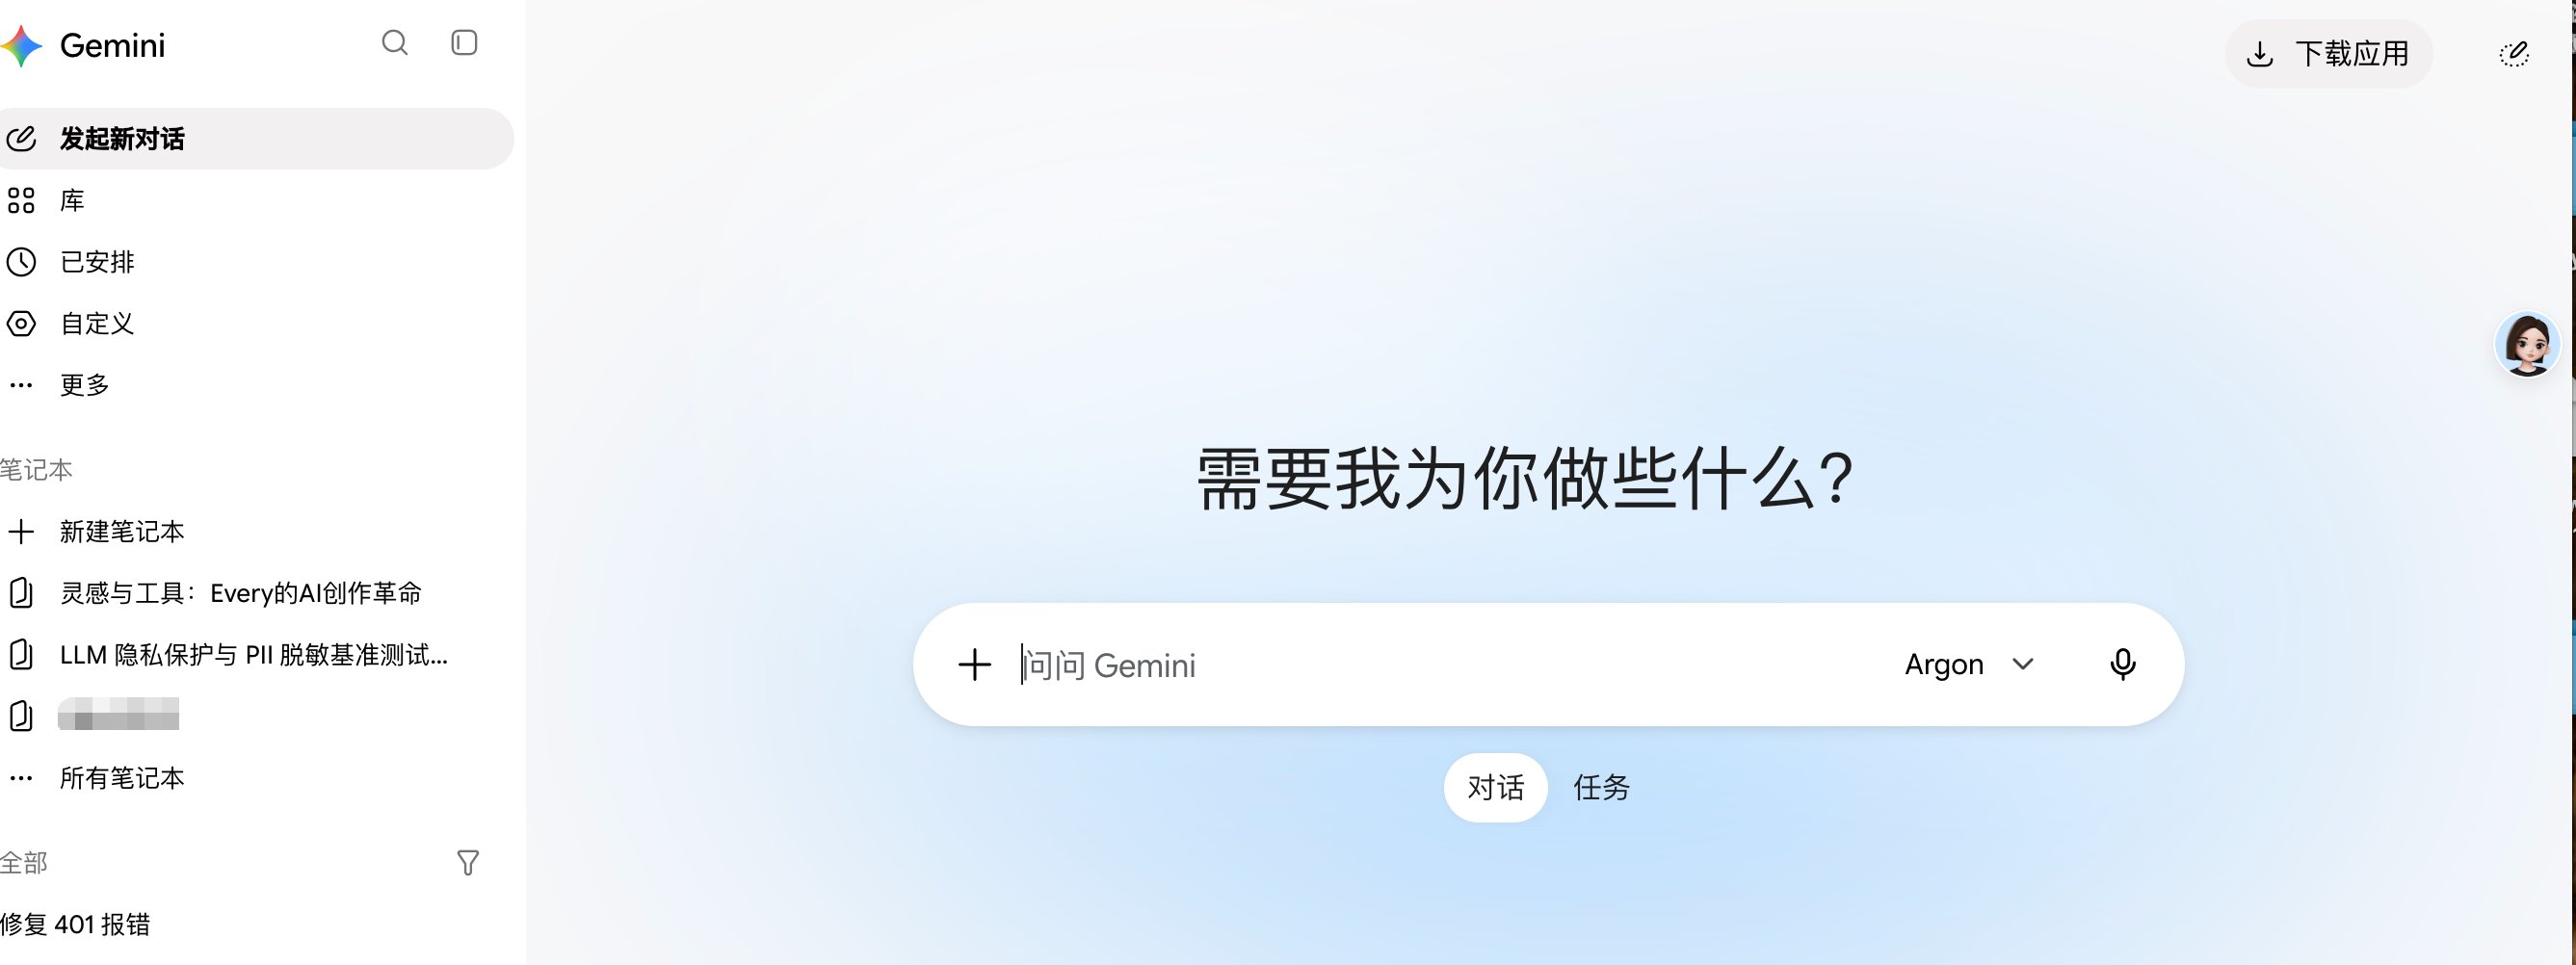 Gemini
发起新对话
库
已安排
自定义
更多
笔记本
新建笔记本
灵感与工具：Every的AI创作革命
LLM 隐私保护与 PII 脱敏基准测试...
所有笔记本
全部
修复 401 报错
下载应用
需要我为你做些什么？
问问 Gemini
Argon
对话
任务